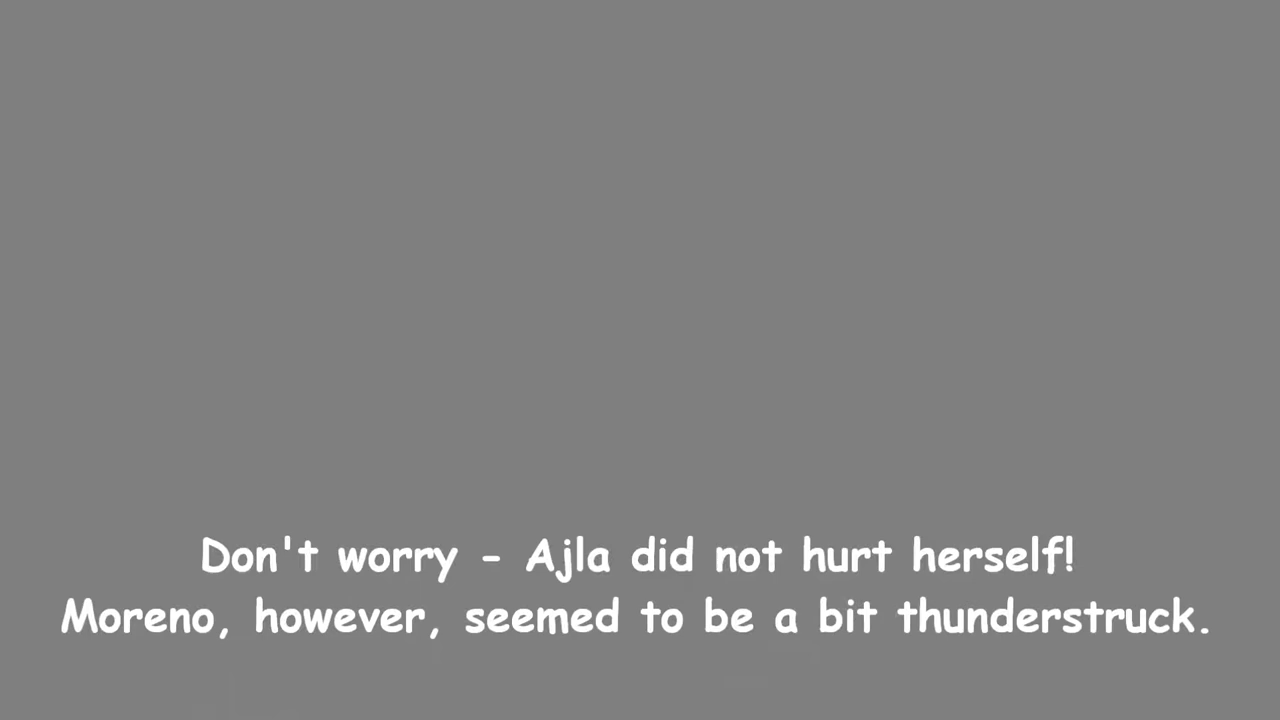 Don't worry - Ajla did not hurt herself!
Moreno, however, seemed to be a bit thunderstruck.